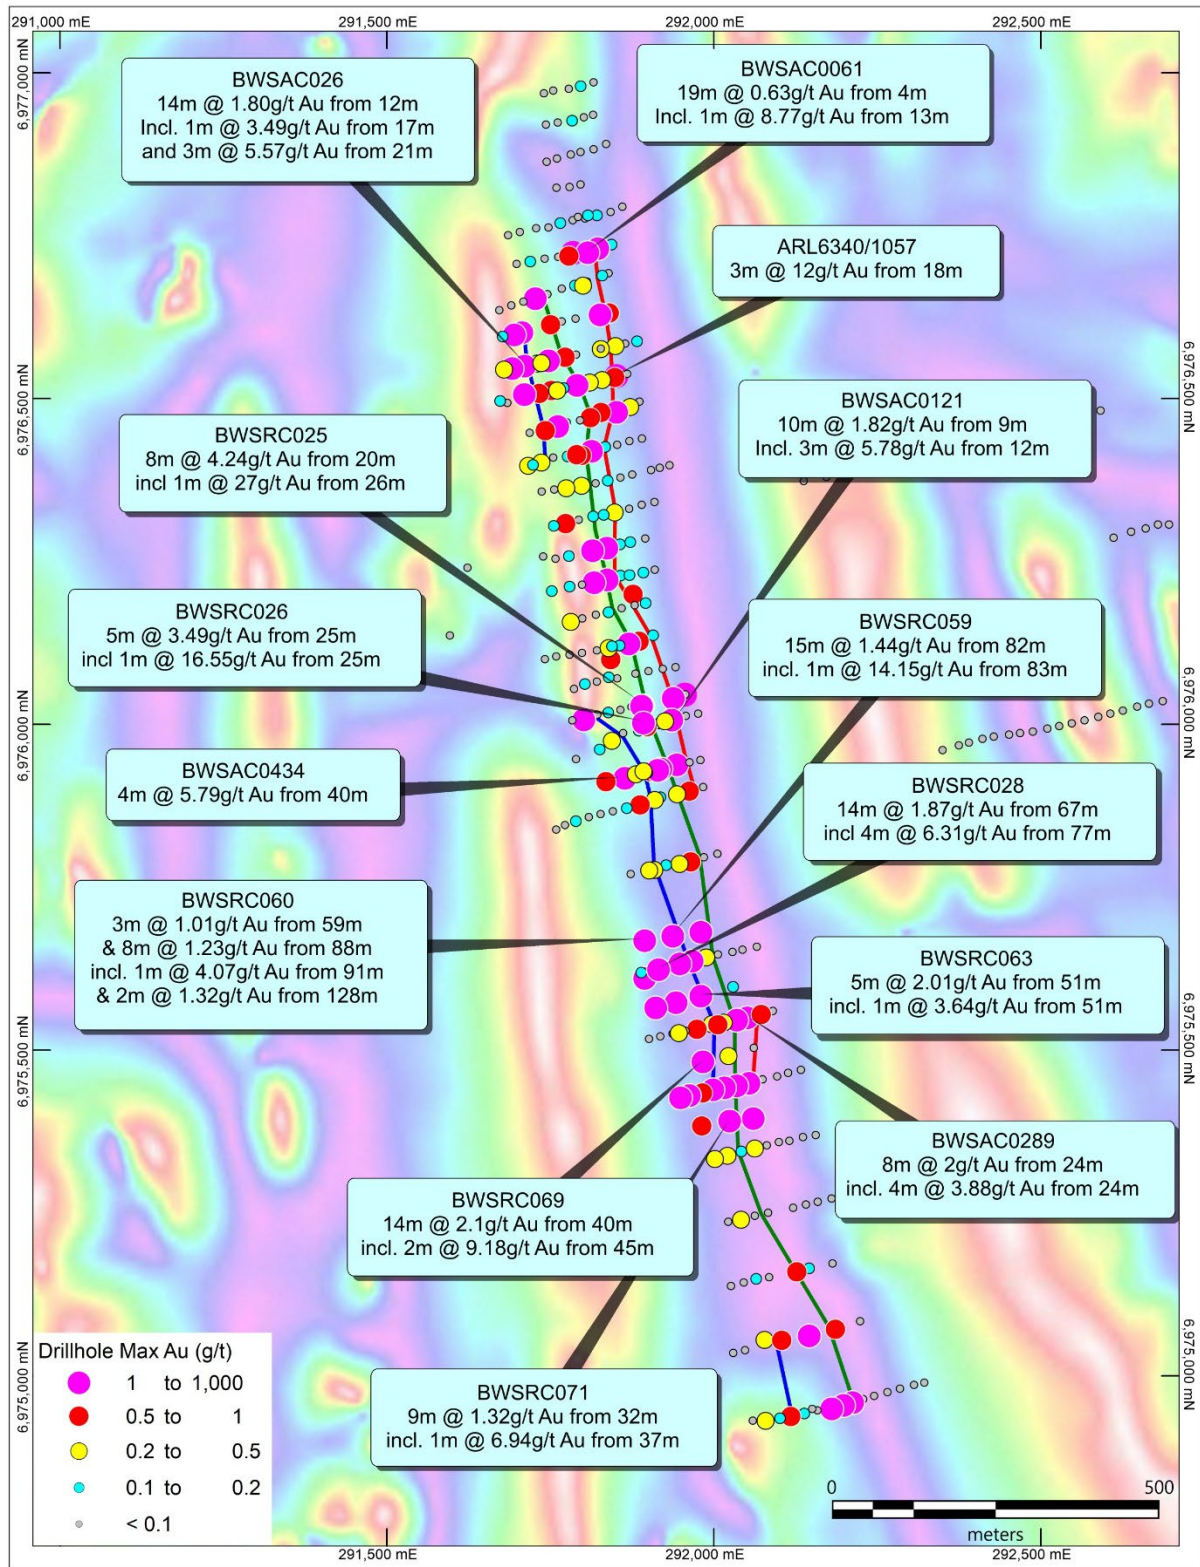 291,000 mE
291,500 mE
292,000 mE
292,500 mE
6,977,000 mN
6,977,000 mN
BWSAC026
14m @ 1.80g/t Au from 12m
Incl. 1m @ 3.49g/t Au from 17m
and 3m @ 5.57g/t Au from 21m
BWSAC0061
19m @ 0.63g/t Au from 4m
Incl. 1m @ 8.77g/t Au from 13m
ARL6340/1057
3m @ 12g/t Au from 18m
6,976,500 mN
6,976,500 mN
BWSAC0121
10m @ 1.82g/t Au from 9m
Incl. 3m @ 5.78g/t Au from 12m
BWSRC025
8m @ 4.24g/t Au from 20m
incl 1m @ 27g/t Au from 26m
BWSRC026
5m @ 3.49g/t Au from 25m
incl 1m @ 16.55g/t Au from 25m
BWSRC059
15m @ 1.44g/t Au from 82m
incl. 1m @ 14.15g/t Au from 83m
6,976,000 mN
6,976,000 mN
BWSAC0434
4m @ 5.79g/t Au from 40m
BWSRC028
14m @ 1.87g/t Au from 67m
incl 4m @ 6.31g/t Au from 77m
BWSRC060
3m @ 1.01g/t Au from 59m
& 8m @ 1.23g/t Au from 88m
incl. 1m @ 4.07g/t Au from 91m
& 2m @ 1.32g/t Au from 128m
BWSRC063
5m @ 2.01g/t Au from 51m
incl. 1m @ 3.64g/t Au from 51m
6,975,500 mN
6,975,500 mN
BWSAC0289
8m @ 2g/t Au from 24m
incl. 4m @ 3.88g/t Au from 24m
BWSRC069
14m @ 2.1g/t Au from 40m
incl. 2m @ 9.18g/t Au from 45m
BWSRC071
9m @ 1.32g/t Au from 32m
incl. 1m @ 6.94g/t Au from 37m
6,975,000 mN
6,975,000 mN
Drillhole Max Au (g/t)
1 to 1,000
0.5 to 1
0.2 to 0.5
0.1 to 0.2
< 0.1
0 500
meters
291,500 mE
292,000 mE
292,500 mE